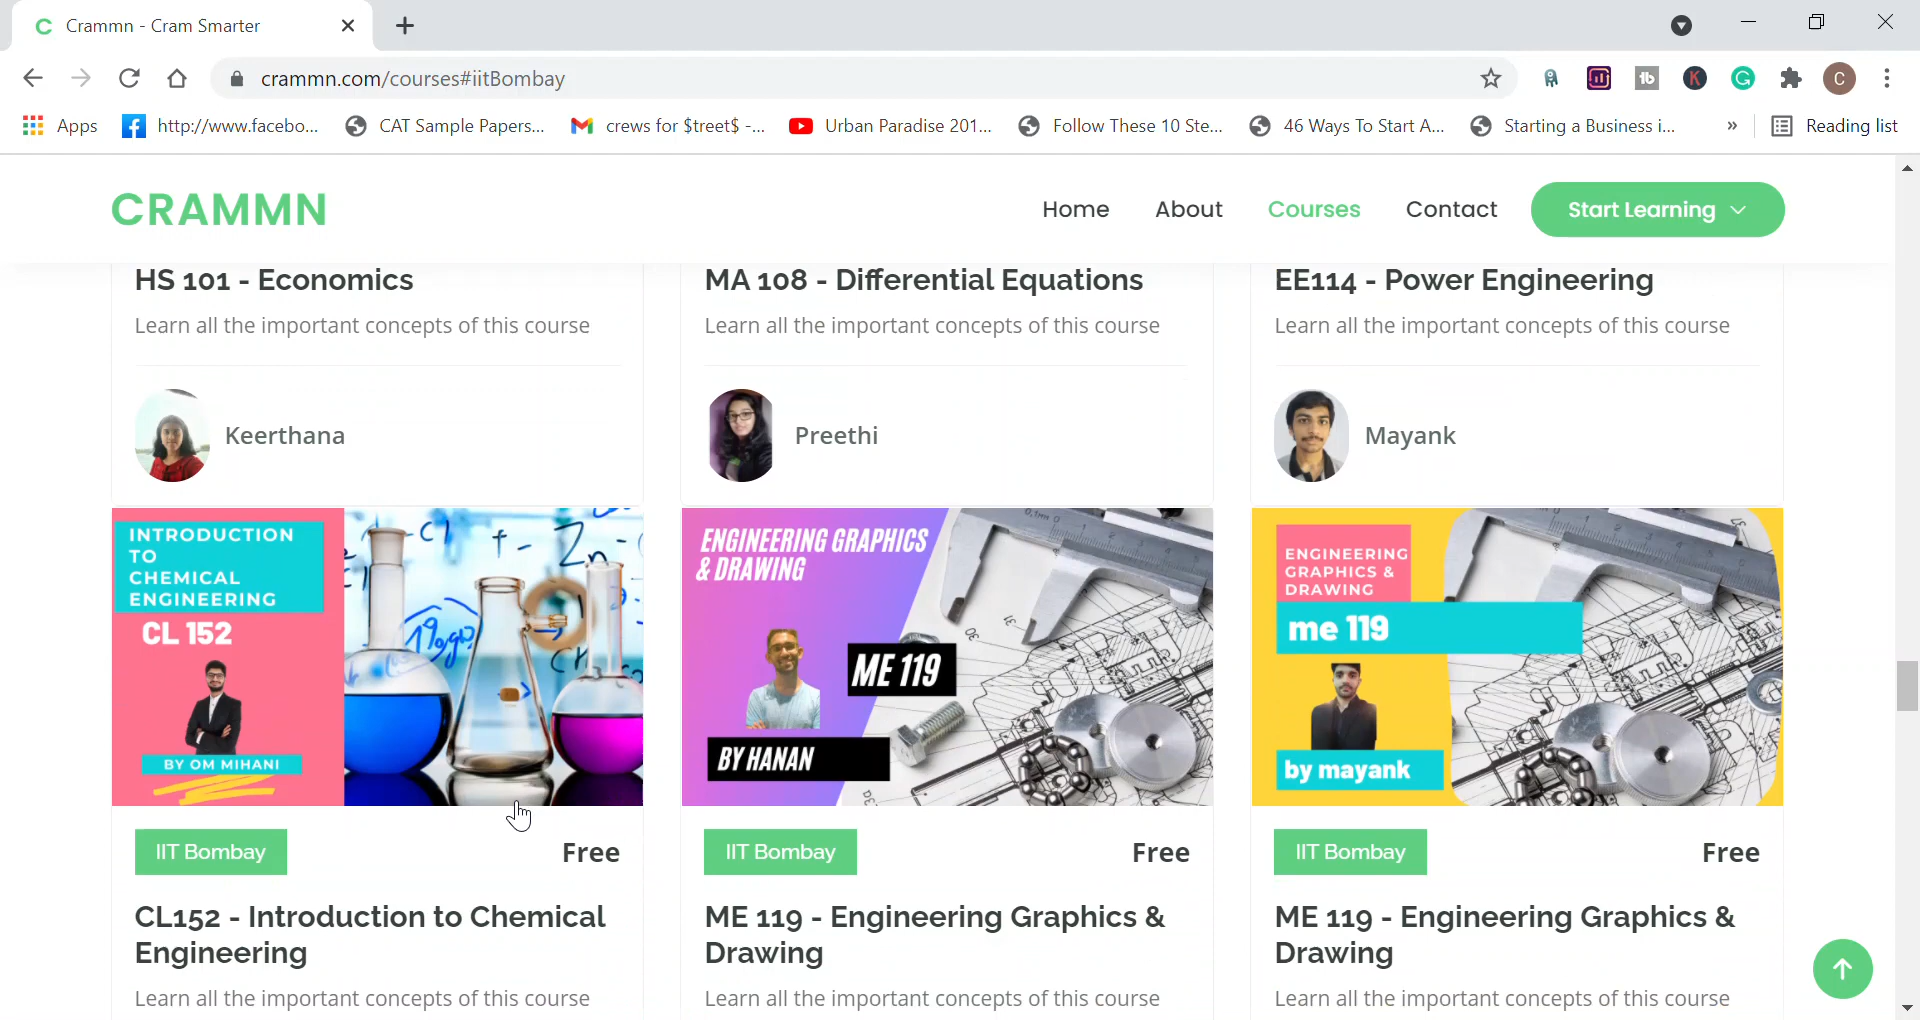 Crammn - Cram Smarter
crammn.com/courses#iitBombay
Apps
http://www.facebo...
CAT Sample Papers...
crews for $treet$ -...
Urban Paradise 201...
Follow These 10 Ste...
46 Ways To Start A...
Starting a Business i...
»
Reading list
CRAMMN
Home
About
Courses
Contact
Start Learning
HS 101 - Economics
MA 108 - Differential Equations
EE114 - Power Engineering
Learn all the important concepts of this course
Learn all the important concepts of this course
Learn all the important concepts of this course
Keerthana
Preethi
Mayank
INTRODUCTION
TO
CHEMICAL
ENGINEERING
CL 152
BY OM MIHANI
ENGINEERING GRAPHICS
& DRAWING
ME 119
BY HANAN
ENGINEERING
GRAPHICS &
DRAWING
me 119
by mayank
IIT Bombay
Free
IIT Bombay
Free
IIT Bombay
Free
CL152 - Introduction to Chemical
Engineering
ME 119 - Engineering Graphics &
Drawing
ME 119 - Engineering Graphics &
Drawing
Learn all the important concepts of this course
Learn all the important concepts of this course
Learn all the important concepts of this course